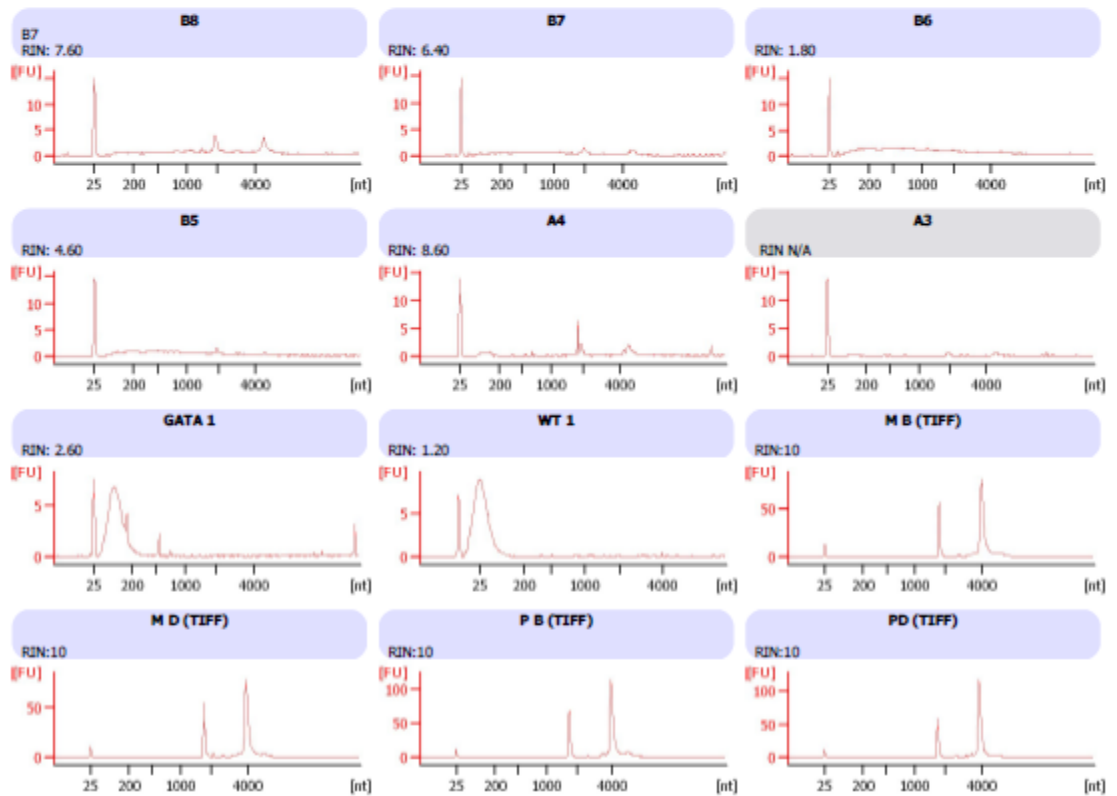 B8
B7
RIN: 7.60
[FU]
10
5
0
25 200 1000 4000 [nt]
B7
RIN: 6.40
[FU]
10
5
0
25 200 1000 4000 [nt]
B6
RIN: 1.80
[FU]
10
5
0
25 200 1000 4000 [nt]
B5
RIN: 4.60
[FU]
10
5
0
25 200 1000 4000 [nt]
A4
RIN: 8.60
[FU]
10
5
0
25 200 1000 4000 [nt]
A3
RIN N/A
[FU]
10
5
0
25 200 1000 4000 [nt]
GATA 1
RIN: 2.60
[FU]
5
0
25 200 1000 4000 [nt]
WT 1
RIN: 1.20
[FU]
5
0
25 200 1000 4000 [nt]
M B (TIFF)
RIN:10
[FU]
50
0
25 200 1000 4000 [nt]
M D (TIFF)
RIN:10
[FU]
50
0
25 200 1000 4000 [nt]
P B (TIFF)
RIN:10
[FU]
100
50
0
25 200 1000 4000 [nt]
PD (TIFF)
RIN:10
[FU]
100
50
0
25 200 1000 4000 [nt]